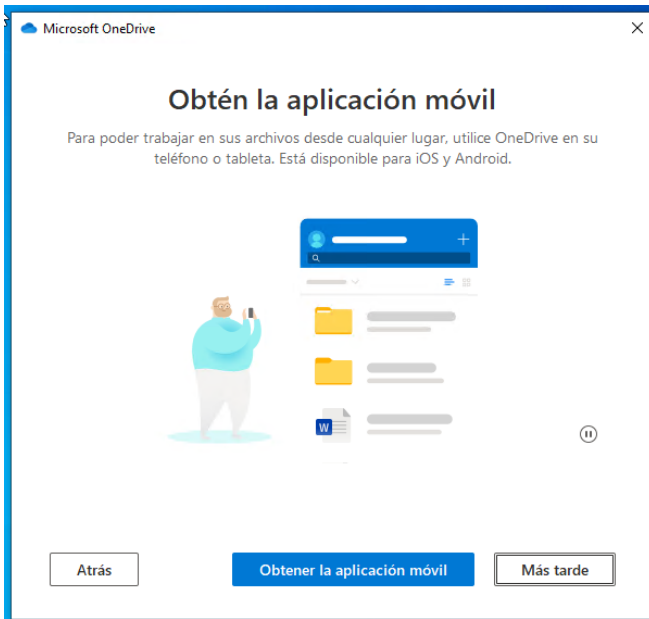 Microsoft OneDrive
Obtén la aplicación móvil
Para poder trabajar en sus archivos desde cualquier lugar, utilice OneDrive en su
teléfono o tableta. Está disponible para iOS y Android.
W
Atrás
Obtener la aplicación móvil
Más tarde